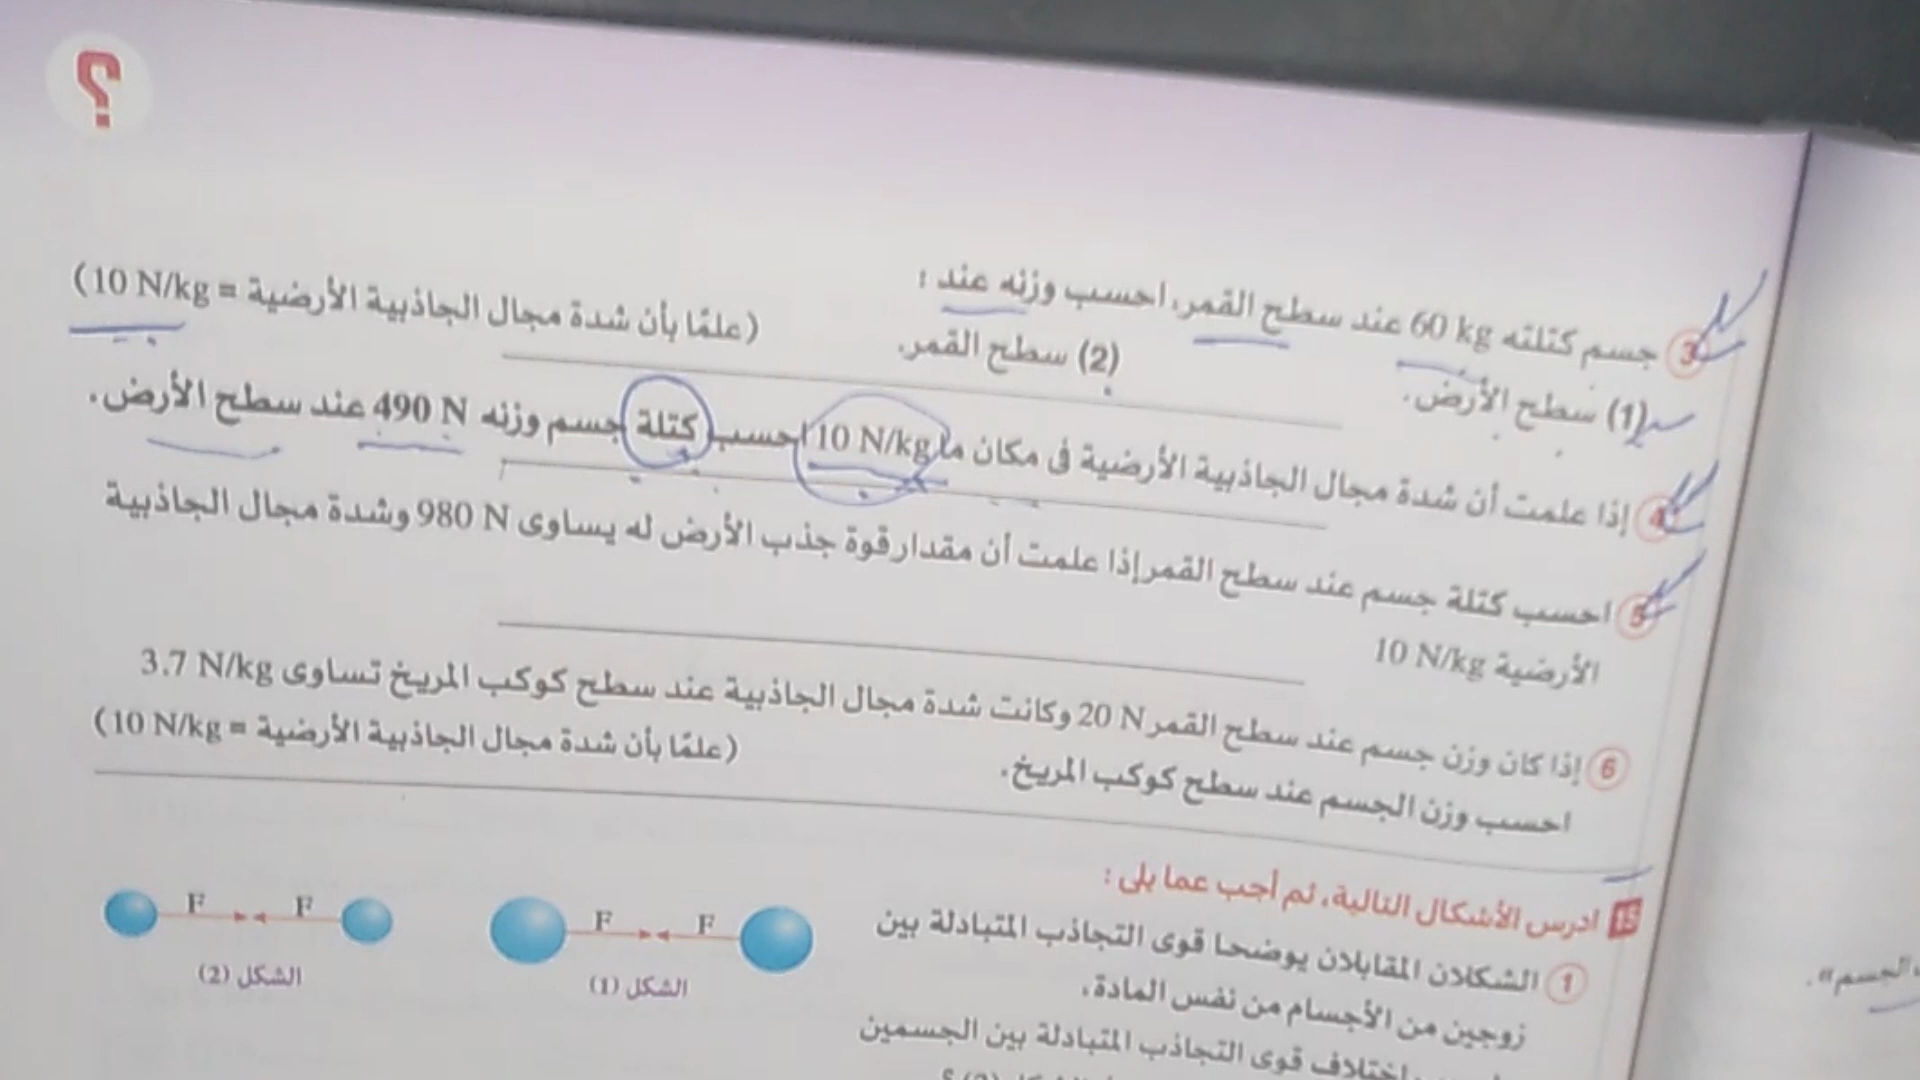 ؟
3 جسم كتلته 60 kg عند سطح القمر، احسب وزنه عند :
(1) سطح الأرض. (2) سطح القمر. (علمًا بأن شدة مجال الجاذبية الأرضية = 10 N/kg)
4 إذا علمت أن شدة مجال الجاذبية الأرضية فى مكان ما 10 N/kg احسب كتلة جسم وزنه 490 N عند سطح الأرض.
5 احسب كتلة جسم عند سطح القمر إذا علمت أن مقدار قوة جذب الأرض له يساوى 980 N وشدة مجال الجاذبية
الأرضية 10 N/kg
6 إذا كان وزن جسم عند سطح القمر 20 N وكانت شدة مجال الجاذبية عند سطح كوكب المريخ تساوى 3.7 N/kg
احسب وزن الجسم عند سطح كوكب المريخ. (علمًا بأن شدة مجال الجاذبية الأرضية = 10 N/kg)
15 ادرس الأشكال التالية، ثم أجب عما يلى :
1 الشكلان المقابلان يوضحا قوى التجاذب المتبادلة بين
زوجين من الأجسام من نفس المادة.
اختلاف قوى التجاذب المتبادلة بين الجسمين
F F
الشكل (1)
F F
الشكل (2)
الجسم».